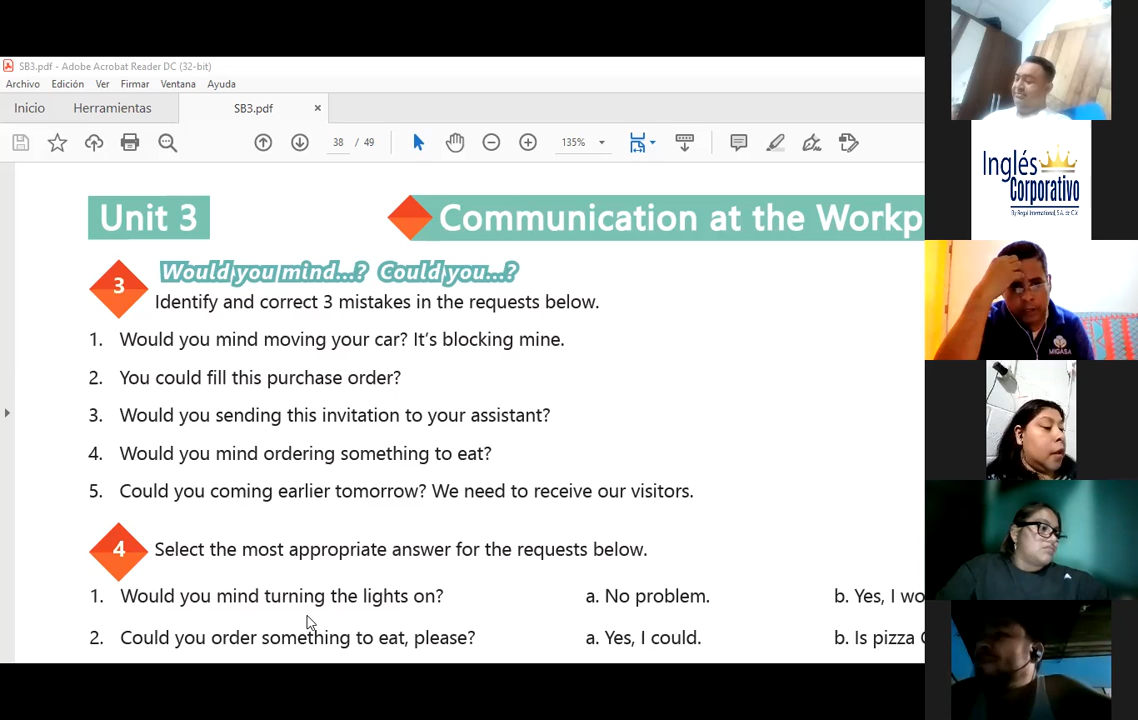 SB3.pdf - Adobe Acrobat Reader DC (32-bit)
Archivo Edición Ver Firmar Ventana Ayuda
Inicio Herramientas SB3.pdf ×
38 / 49 135%
Unit 3 Communication at the Workp
3 Would you mind...? Could you...?
Identify and correct 3 mistakes in the requests below.
1. Would you mind moving your car? It's blocking mine.
2. You could fill this purchase order?
3. Would you sending this invitation to your assistant?
4. Would you mind ordering something to eat?
5. Could you coming earlier tomorrow? We need to receive our visitors.
4 Select the most appropriate answer for the requests below.
1. Would you mind turning the lights on? a. No problem. b. Yes, I wo
2. Could you order something to eat, please? a. Yes, I could. b. Is pizza
Inglés
Corporativo
By Regal International, S.A. de C.V.
MIGASA